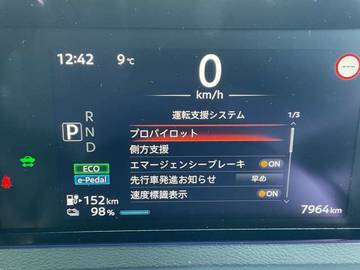 12:42 9℃ 0
km/h
運転支援システム 1/3
R
N
D
P
プロパイロット
側方支援
エマージェンシーブレーキ ON
先行車発進お知らせ 早め
速度標識表示 ON
ECO
e-Pedal
152km
98%
7964km